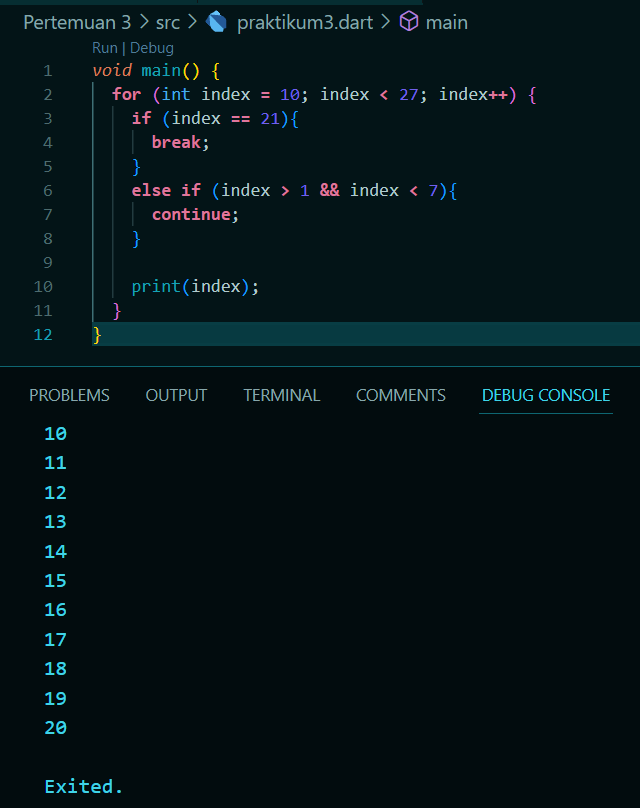 Pertemuan 3 > src > praktikum3.dart > main
Run | Debug
1 void main() {
2 for (int index = 10; index < 27; index++) {
3 if (index == 21){
4 break;
5 }
6 else if (index > 1 && index < 7){
7 continue;
8 }
9
10 print(index);
11 }
12 }
PROBLEMS OUTPUT TERMINAL COMMENTS DEBUG CONSOLE
10
11
12
13
14
15
16
17
18
19
20
Exited.